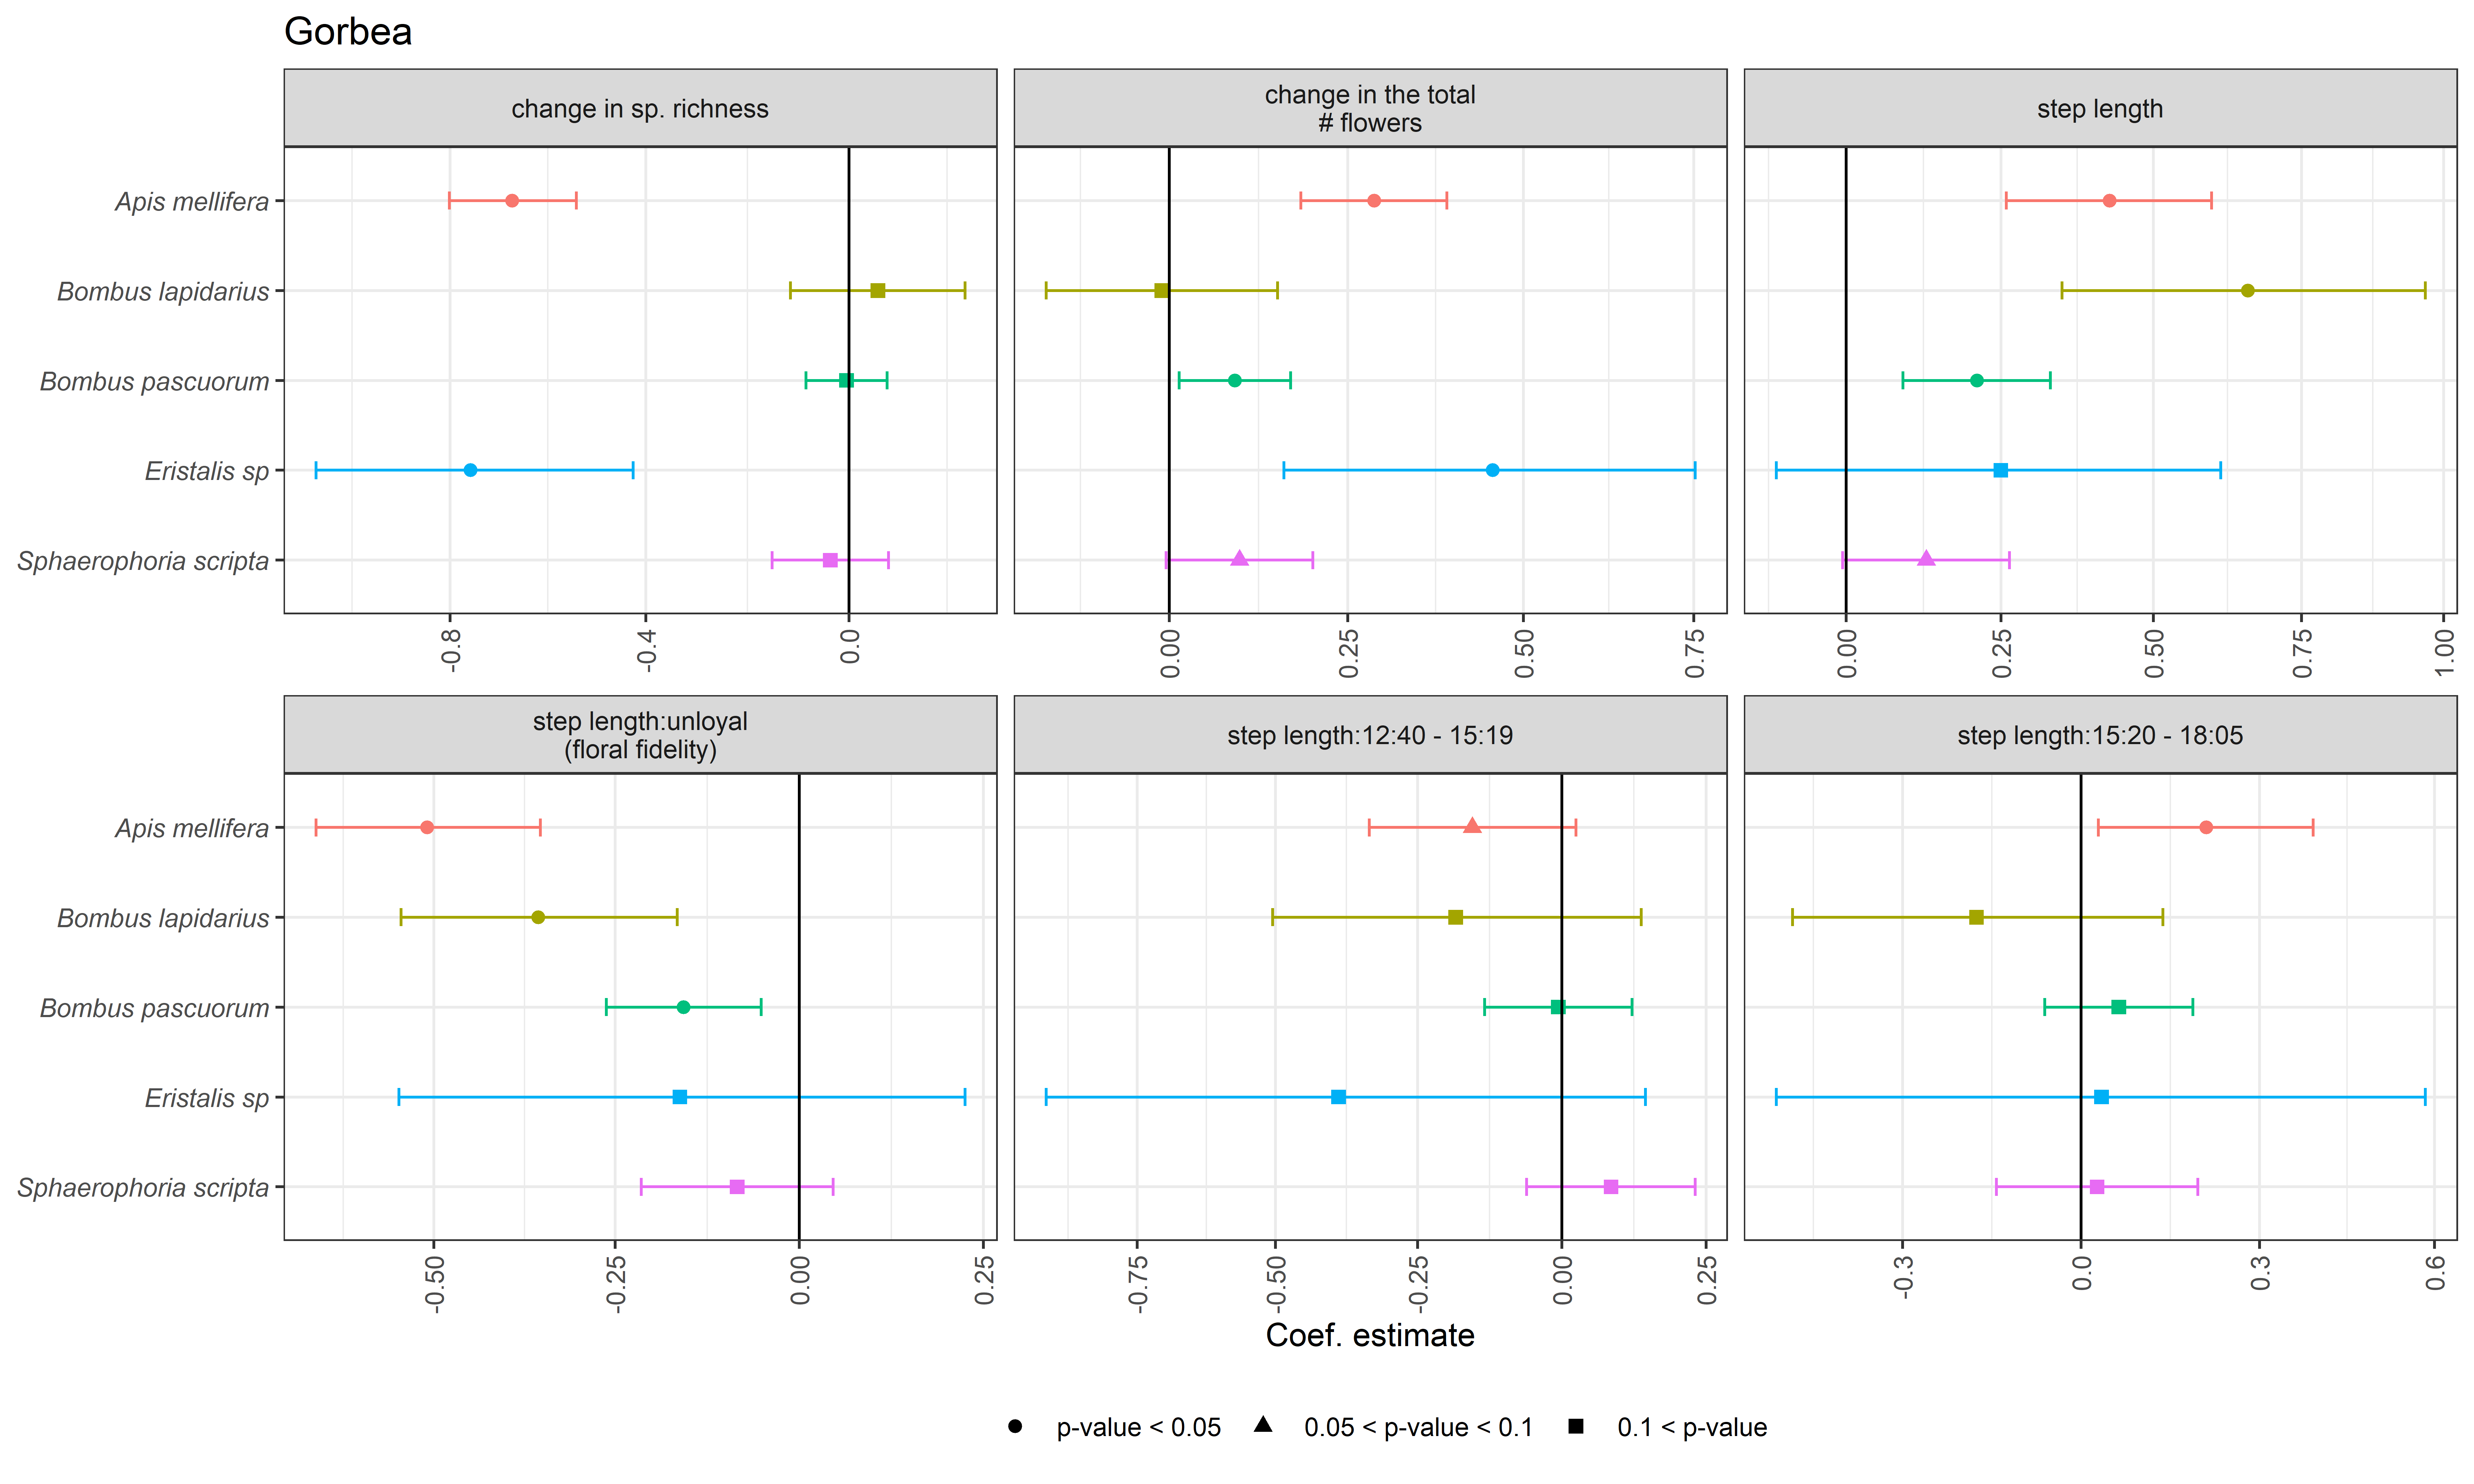 Gorbea
change in sp. richness
change in the total
# flowers
step length
Apis mellifera
Bombus lapidarius
Bombus pascuorum
Eristalis sp
Sphaerophoria scripta
-0.8
-0.4
0.0
0.00
0.25
0.50
0.75
0.00
0.25
0.50
0.75
1.00
step length:unloyal
(floral fidelity)
step length:12:40 - 15:19
step length:15:20 - 18:05
Apis mellifera
Bombus lapidarius
Bombus pascuorum
Eristalis sp
Sphaerophoria scripta
-0.50
-0.25
0.00
0.25
-0.75
-0.50
-0.25
0.00
0.25
-0.3
0.0
0.3
0.6
Coef. estimate
p-value < 0.05
0.05 < p-value < 0.1
0.1 < p-value